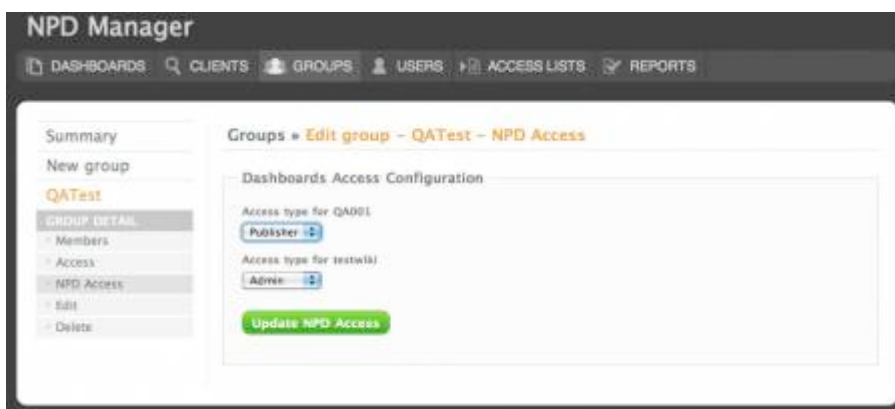 NPD Manager
DASHBOARDS CLIENTS GROUPS USERS ACCESS LISTS REPORTS
Summary
New group
QATest
GROUP DETAIL
Members
Access
NPD Access
Edit
Delete
Groups » Edit group - QATest - NPD Access
Dashboards Access Configuration
Access type for QA001
Publisher
Access type for testwiki
Admin
Update NPD Access